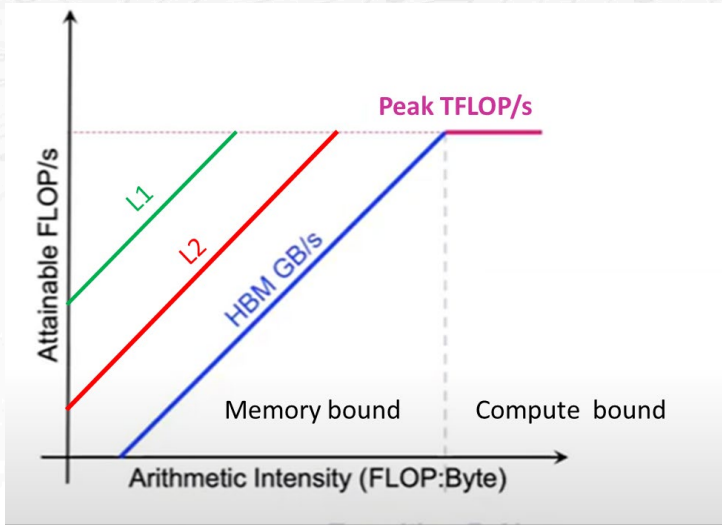 Peak TFLOP/s
Attainable FLOP/s
L1
L2
HBM GB/s
Memory bound
Compute bound
Arithmetic Intensity (FLOP:Byte)